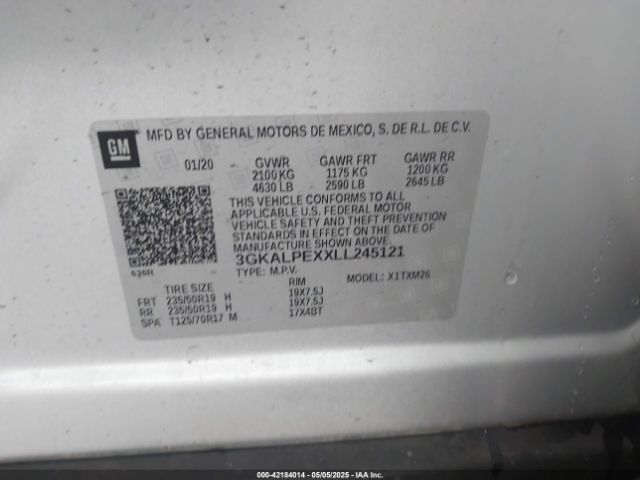 GM MFD BY GENERAL MOTORS DE MEXICO, S. DE R.L. DE C.V.
01/20 GVWR GAWR FRT GAWR RR
2100 KG 1175 KG 1200 KG
4630 LB 2590 LB 2645 LB
THIS VEHICLE CONFORMS TO ALL
APPLICABLE U.S. FEDERAL MOTOR
VEHICLE SAFETY AND THEFT PREVENTION
STANDARDS IN EFFECT ON THE DATE OF
MANUFACTURE SHOWN ABOVE.
3GKALPEXXLL245121
626R TYPE: M.P.V. MODEL: X1TXM26
TIRE SIZE RIM
FRT 235/50R19 H 19X7.5J
RR 235/50R19 H 19X7.5J
SPA T125/70R17 M 17X4BT
000-42184014 - 05/05/2025 - IAA Inc.